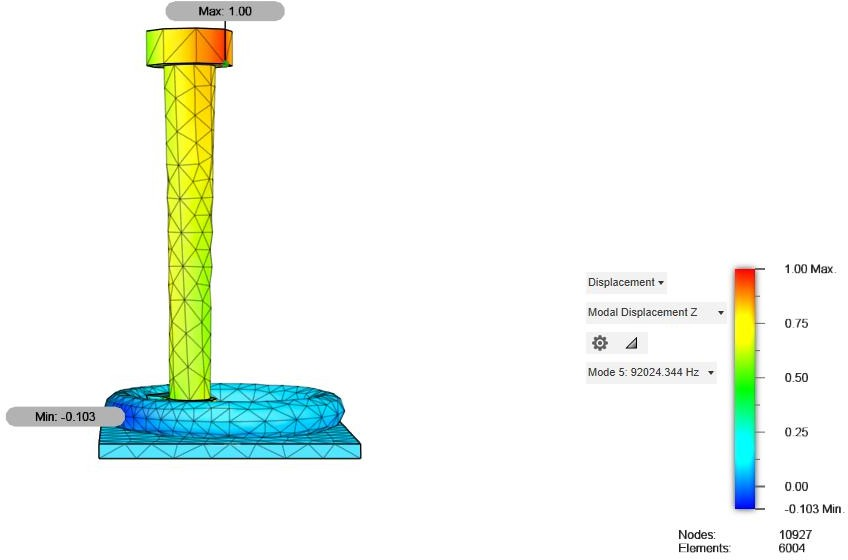 Max: 1.00
Min: -0.103
Displacement
Modal Displacement Z
Mode 5: 92024.344 Hz
1.00 Max.
0.75
0.50
0.25
0.00
-0.103 Min.
Nodes: 10927
Elements: 6004